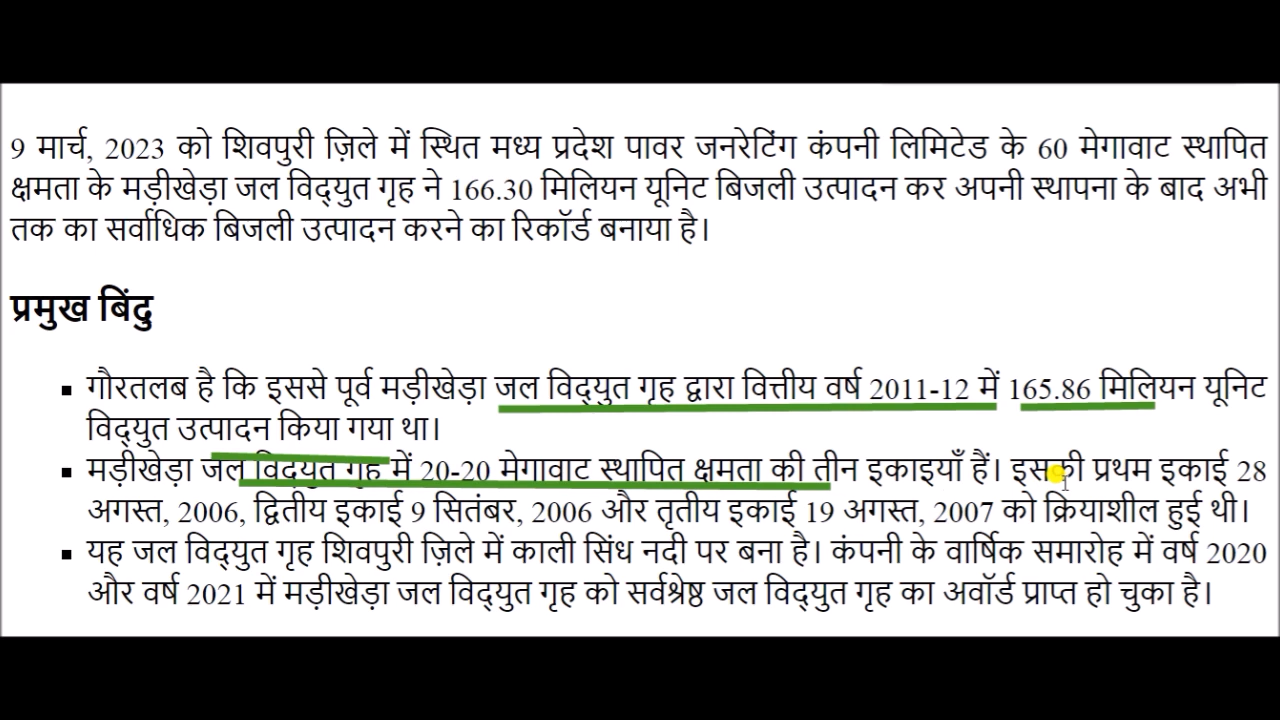 9 मार्च, 2023 को शिवपुरी ज़िले में स्थित मध्य प्रदेश पावर जनरेटिंग कंपनी लिमिटेड के 60 मेगावाट स्थापित
क्षमता के मड़ीखेड़ा जल विद्युत गृह ने 166.30 मिलियन यूनिट बिजली उत्पादन कर अपनी स्थापना के बाद अभी
तक का सर्वाधिक बिजली उत्पादन करने का रिकॉर्ड बनाया है।
प्रमुख बिंदु
▪ गौरतलब है कि इससे पूर्व मड़ीखेड़ा जल विद्युत गृह द्वारा वित्तीय वर्ष 2011-12 में 165.86 मिलियन यूनिट
विद्युत उत्पादन किया गया था।
▪ मड़ीखेड़ा जल विद्युत गृह में 20-20 मेगावाट स्थापित क्षमता की तीन इकाइयाँ हैं। इसकी प्रथम इकाई 28
अगस्त, 2006, द्वितीय इकाई 9 सितंबर, 2006 और तृतीय इकाई 19 अगस्त, 2007 को क्रियाशील हुई थी।
▪ यह जल विद्युत गृह शिवपुरी ज़िले में काली सिंध नदी पर बना है। कंपनी के वार्षिक समारोह में वर्ष 2020
और वर्ष 2021 में मड़ीखेड़ा जल विद्युत गृह को सर्वश्रेष्ठ जल विद्युत गृह का अवॉर्ड प्राप्त हो चुका है।